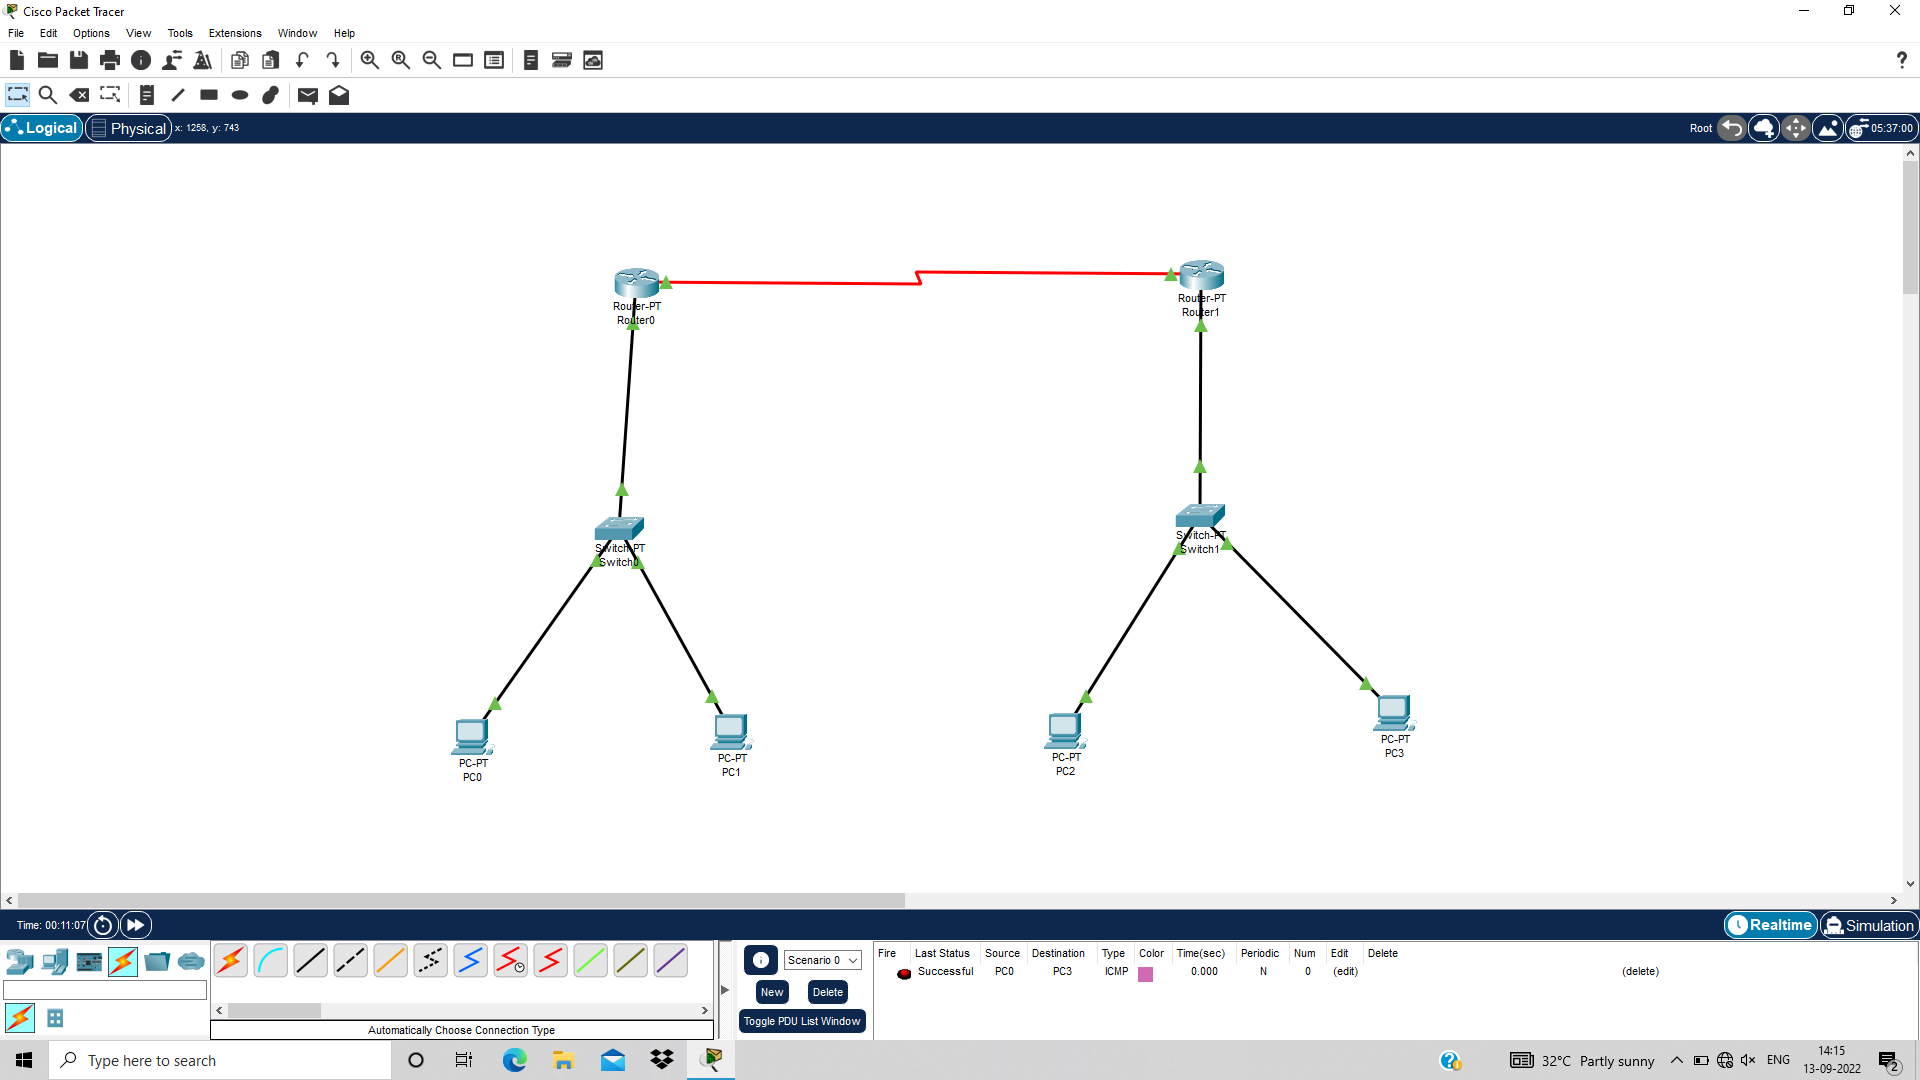 Cisco Packet Tracer
File Edit Options View Tools Extensions Window Help
?
Logical Physical x: 1258, y: 743 Root 05:37:00
Router-PT
Router0
Router-PT
Router1
Switch-PT
Switch0
Switch-PT
Switch1
PC-PT
PC0
PC-PT
PC1
PC-PT
PC2
PC-PT
PC3
Time: 00:11:07 Realtime Simulation
Scenario 0
New Delete
Toggle PDU List Window
Fire Last Status Source Destination Type Color Time(sec) Periodic Num Edit Delete
Successful PC0 PC3 ICMP 0.000 N 0 (edit) (delete)
Automatically Choose Connection Type
Type here to search
32°C Partly sunny ENG 14:15
13-09-2022
2